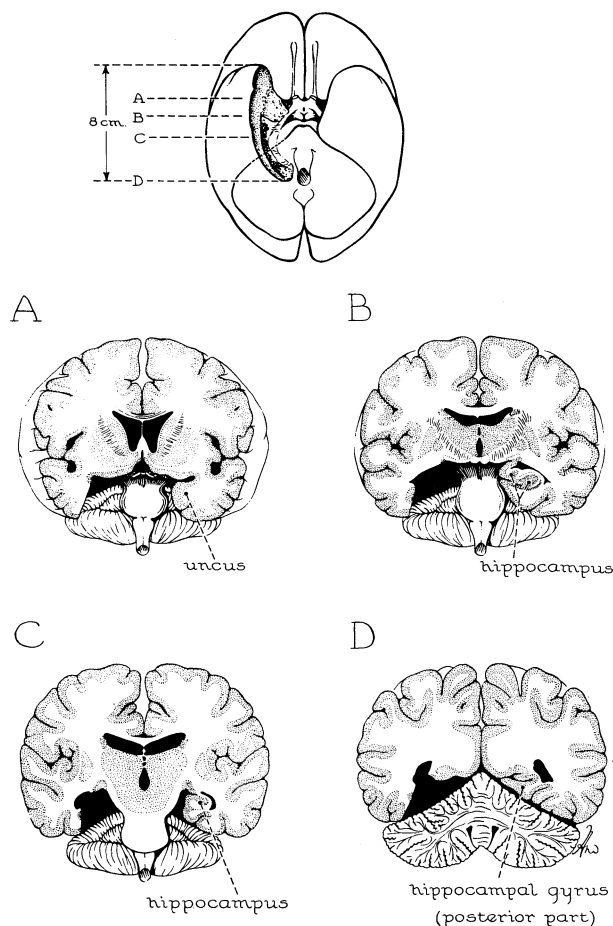 A
B
8 cm.
C
D
A
B
uncus
hippocampus
C
D
hippocampus
hippocampal gyrus
(posterior part)